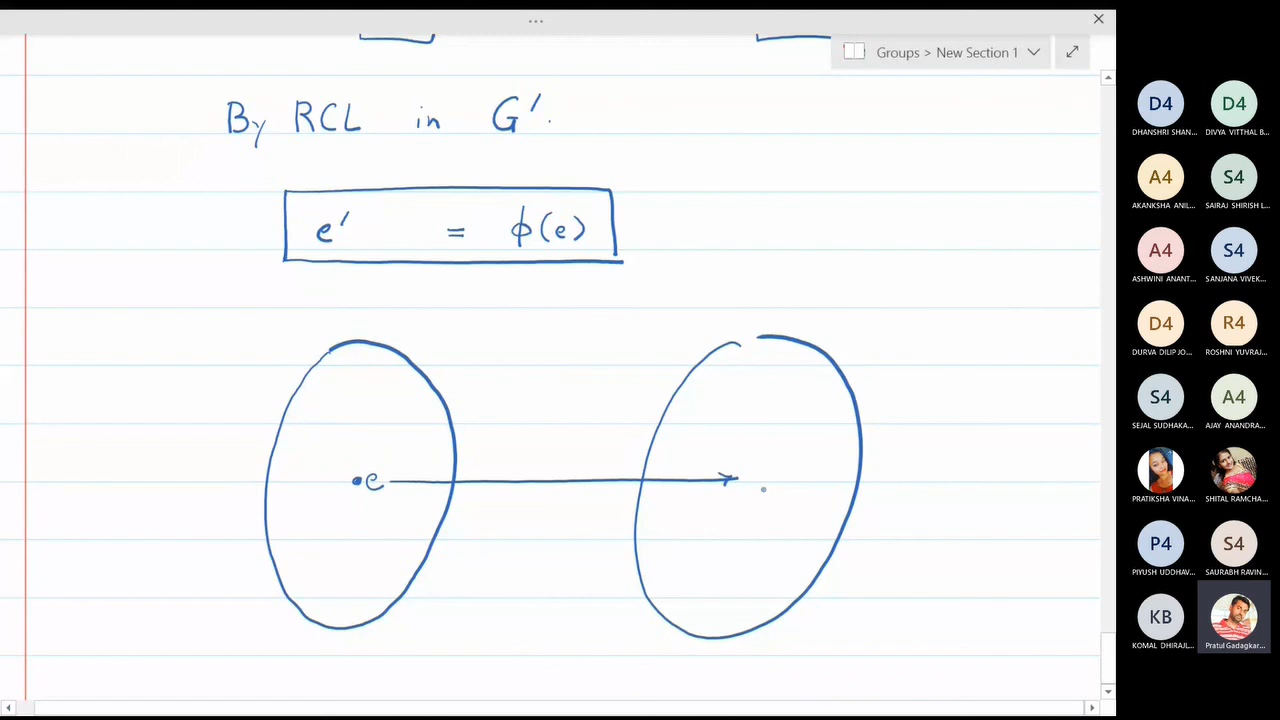 ...
Groups > New Section 1
By RCL in G'.
e' = ϕ(e)
e
D4 D4
DHANSHRI SHAN... DIVYA VITTHAL B...
A4 S4
AKANKSHA ANIL... SAIRAJ SHIRISH L...
A4 S4
ASHWINI ANANT... SANJANA VIVEK...
D4 R4
DURVA DILIP JO... ROSHNI YUVRAJ...
S4 A4
SEJAL SUDHAKA... AJAY ANANDRA...
PRATIKSHA VINA... SHITAL RAMCHA...
P4 S4
PIYUSH UDDHAV... SAURABH RAVIN...
KB
KOMAL DHIRAJL... Pratul Gadagkar...